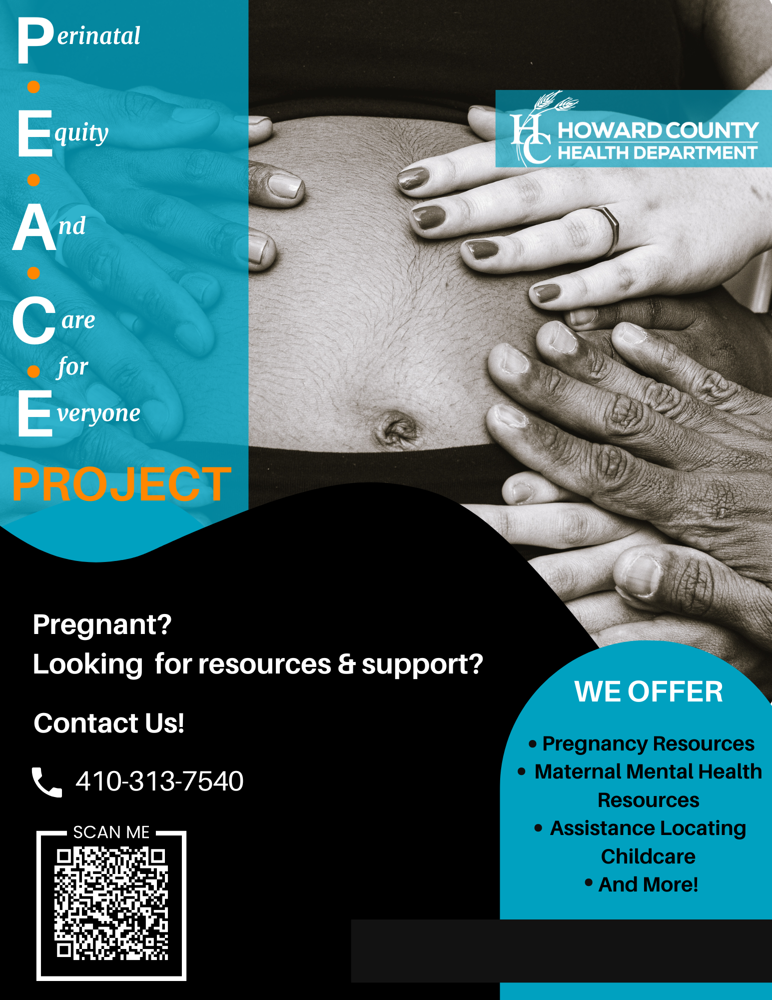 Perinatal
Equity
And
Care
for
Everyone
PROJECT
HC
HOWARD COUNTY
HEALTH DEPARTMENT
Pregnant?
Looking for resources & support?
Contact Us!
410-313-7540
SCAN ME
WE OFFER
• Pregnancy Resources
• Maternal Mental Health
Resources
• Assistance Locating
Childcare
• And More!